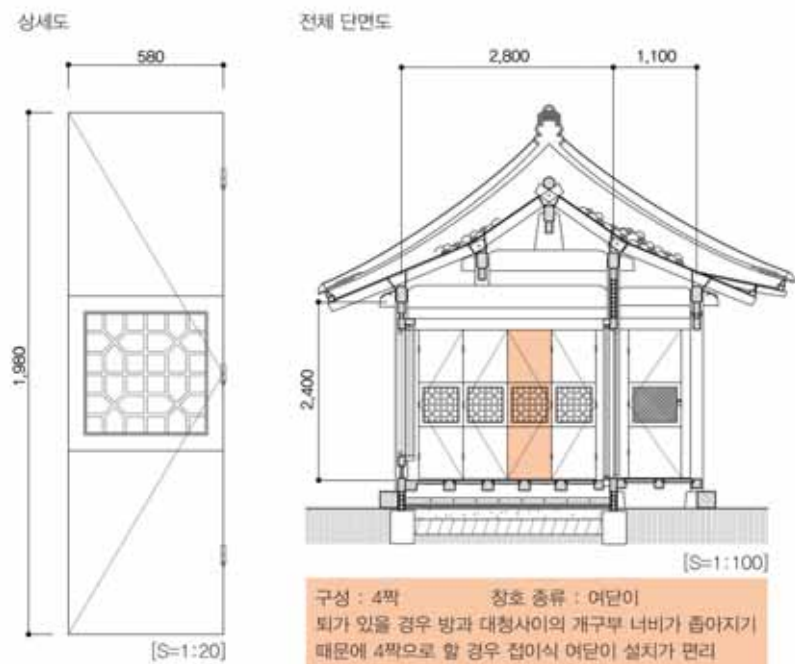 상세도
전체 단면도
580
2,800
1,100
1,980
2,400
[S=1:20]
[S=1:100]
구성 : 4짝 창호 종류 : 여닫이
퇴가 있을 경우 방과 대청사이의 개구부 너비가 좁아지기
때문에 4짝으로 할 경우 접이식 여닫이 설치가 편리